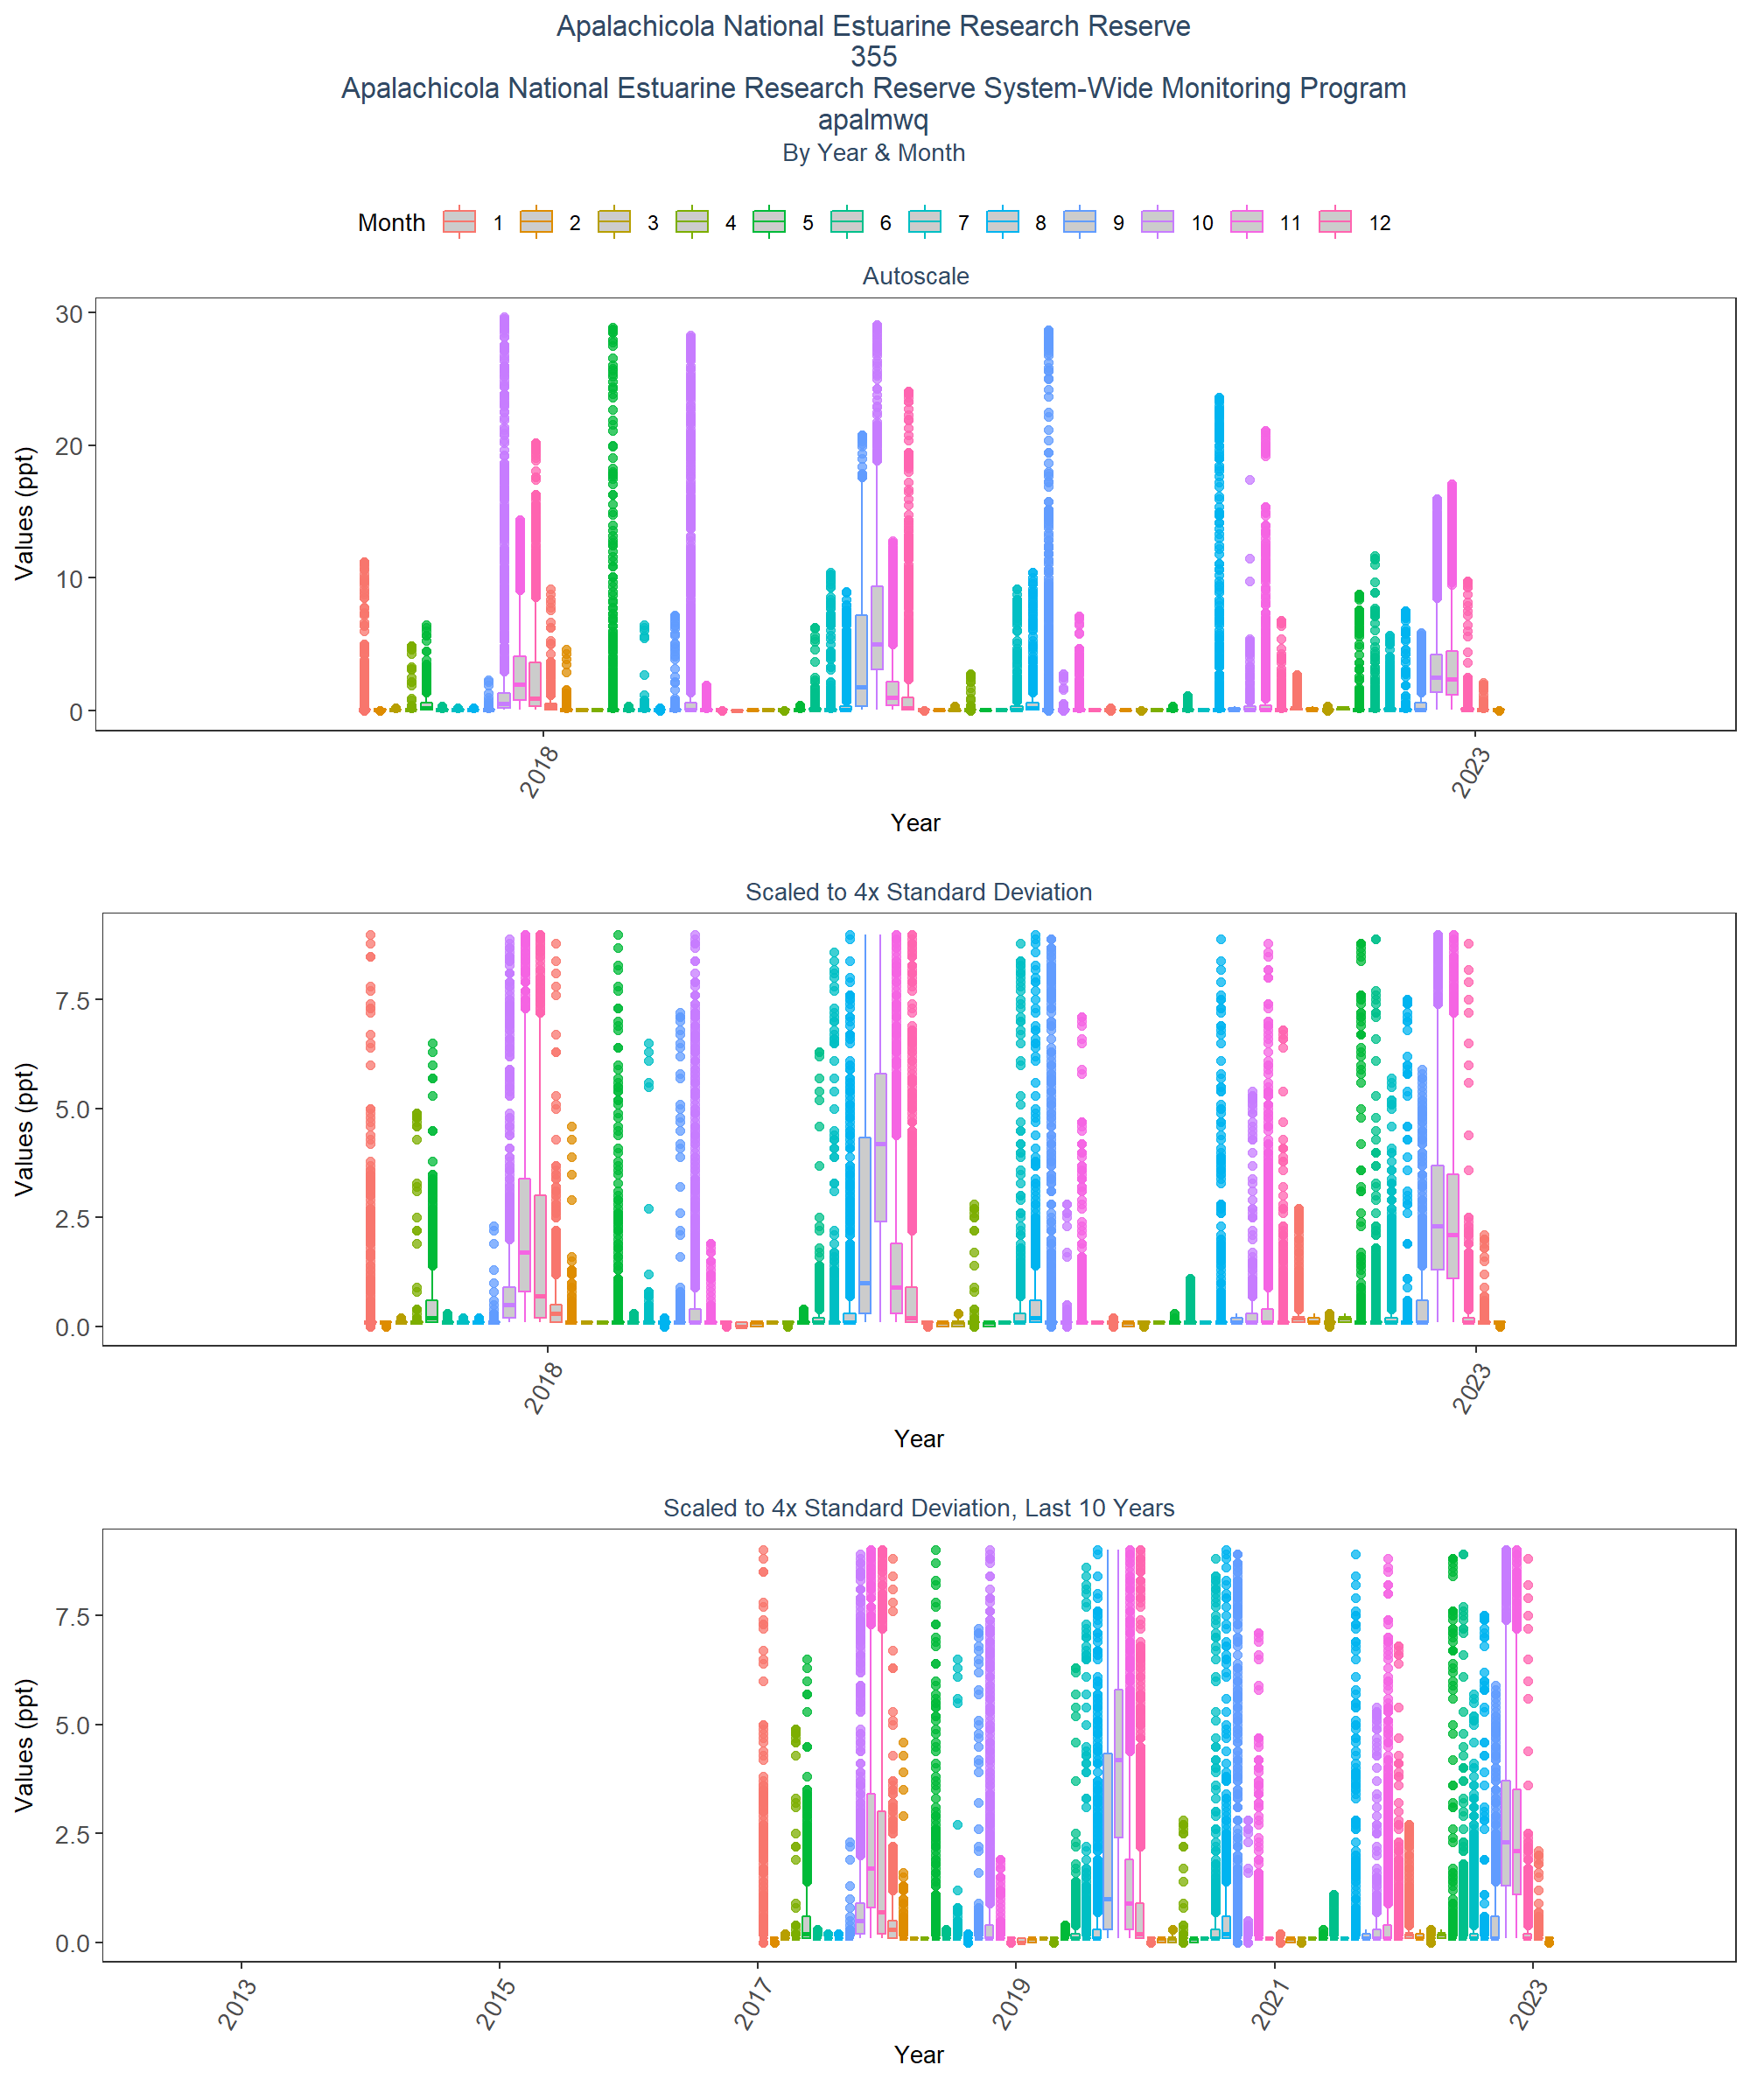 Apalachicola National Estuarine Research Reserve
355
Apalachicola National Estuarine Research Reserve System-Wide Monitoring Program
apalmwq
By Year & Month
Month 1 2 3 4 5 6 7 8 9 10 11 12
Autoscale
Values (ppt)
30
20
10
0
2018 2023
Year
Scaled to 4x Standard Deviation
Values (ppt)
7.5
5.0
2.5
0.0
2018 2023
Year
Scaled to 4x Standard Deviation, Last 10 Years
Values (ppt)
7.5
5.0
2.5
0.0
2013 2015 2017 2019 2021 2023
Year